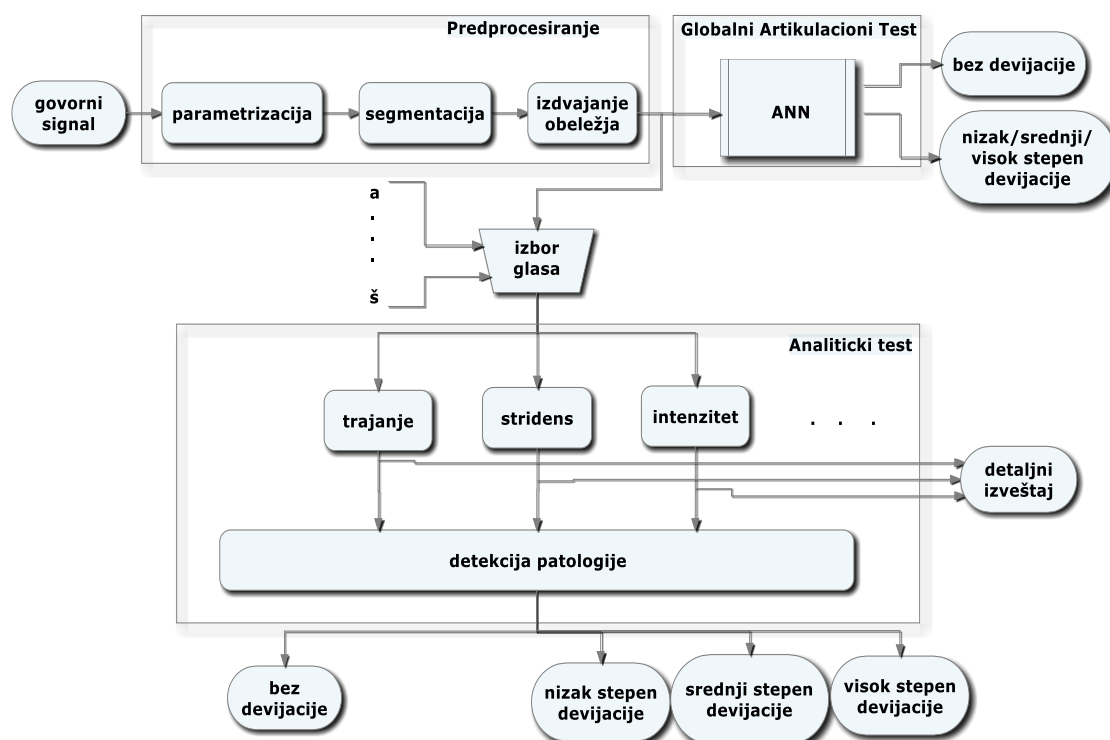 Predprocesiranje
Globalni Artikulacioni Test
govorni
signal
parametrizacija
segmentacija
izdvajanje
obeležja
ANN
bez devijacije
nizak/srednji/
visok stepen
devijacije
a
.
.
.
š
izbor
glasa
Analiticki test
trajanje
stridens
intenzitet
. . .
detaljni
izveštaj
detekcija patologije
bez
devijacije
nizak stepen
devijacije
srednji stepen
devijacije
visok stepen
devijacije